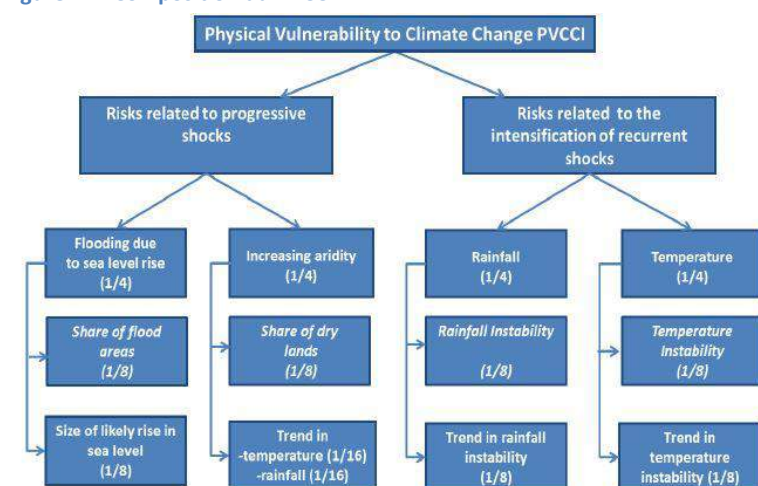 Physical Vulnerability to Climate Change PVCCI
Risks related to progressive
shocks
Risks related to the
intensification of recurrent
shocks
Flooding due
to sea level rise
(1/4)
Increasing aridity
(1/4)
Rainfall
(1/4)
Temperature
(1/4)
Share of flood
areas
(1/8)
Share of dry
lands
(1/8)
Rainfall Instability
(1/8)
Temperature
Instability
(1/8)
Size of likely rise in
sea level
(1/8)
Trend in
-temperature (1/16)
-rainfall (1/16)
Trend in rainfall
instability
(1/8)
Trend in
temperature
instability (1/8)